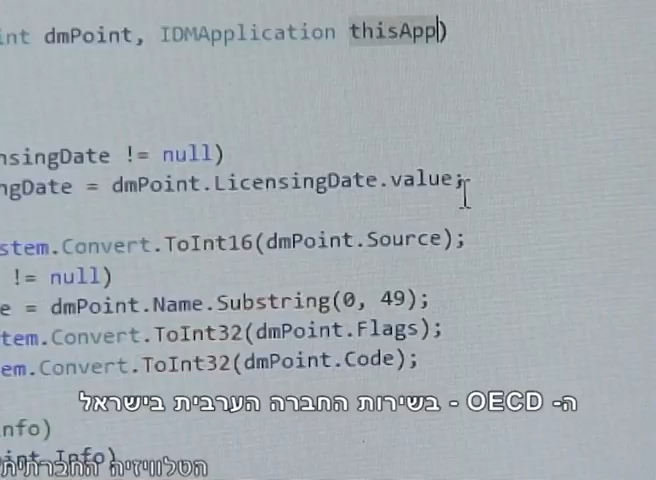 int dmPoint, IDMApplication thisApp)
nsingDate != null)
ngDate = dmPoint.LicensingDate.value;
stem.Convert.ToInt16(dmPoint.Source);
!= null)
e = dmPoint.Name.Substring(0, 49);
tem.Convert.ToInt32(dmPoint.Flags);
em.Convert.ToInt32(dmPoint.Code);
ה- OECD - בשירות החברה הערבית בישראל
nfo)
int Info)
הטלוויזיה החברתית